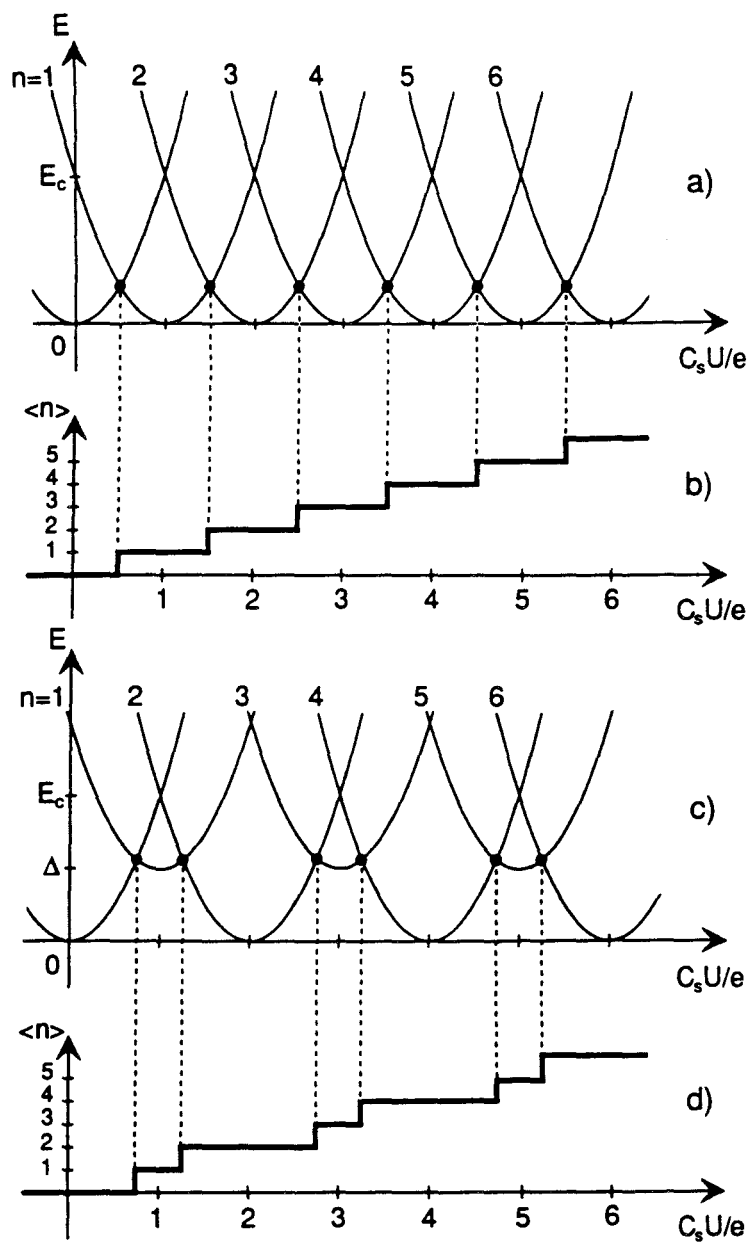 E
n=1 2 3 4 5 6
E_c
a)
0
C_sU/e
<n>
5
4
3
2
1
b)
1 2 3 4 5 6
C_sU/e
E
n=1 2 3 4 5 6
E_c
c)
Δ
0
C_sU/e
<n>
5
4
3
2
1
d)
1 2 3 4 5 6
C_sU/e